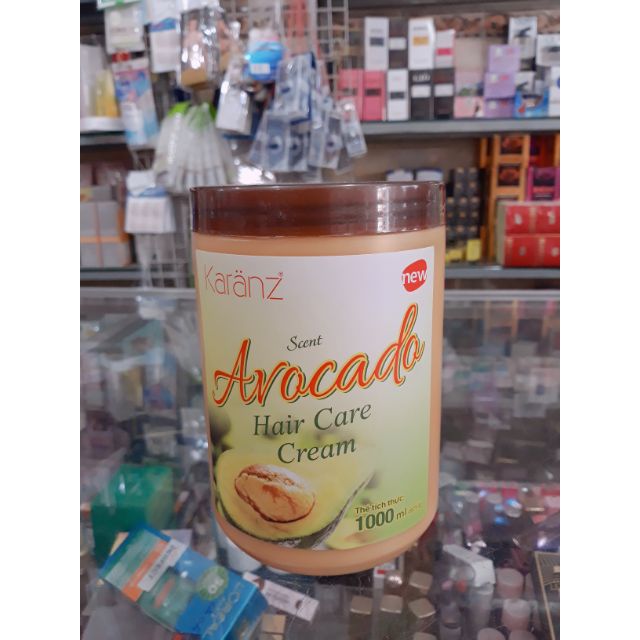 Karänz®
new
Scent
Avocado
Hair Care
Cream
Thể tích thực
1000 ml